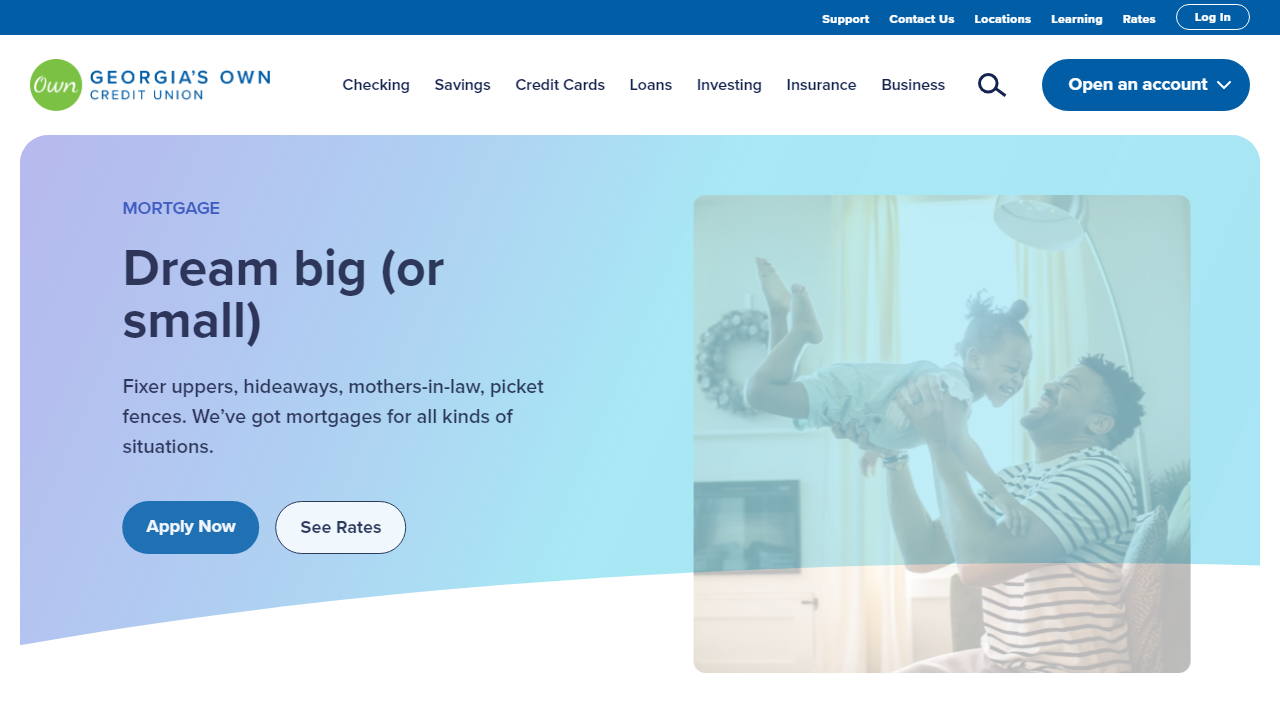 Support Contact Us Locations Learning Rates Log In
Own GEORGIA'S OWN
CREDIT UNION
Checking Savings Credit Cards Loans Investing Insurance Business Open an account
MORTGAGE
Dream big (or
small)
Fixer uppers, hideaways, mothers-in-law, picket
fences. We’ve got mortgages for all kinds of
situations.
Apply Now See Rates